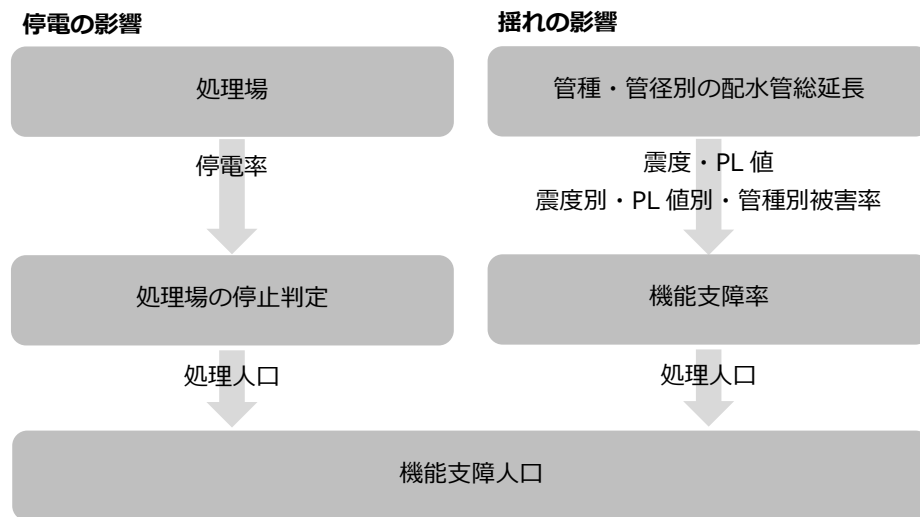 停電の影響
処理場
停電率
処理場の停止判定
処理人口
揺れの影響
管種・管径別の配水管総延長
震度・PL 値
震度別・PL 値別・管種別被害率
機能支障率
処理人口
機能支障人口